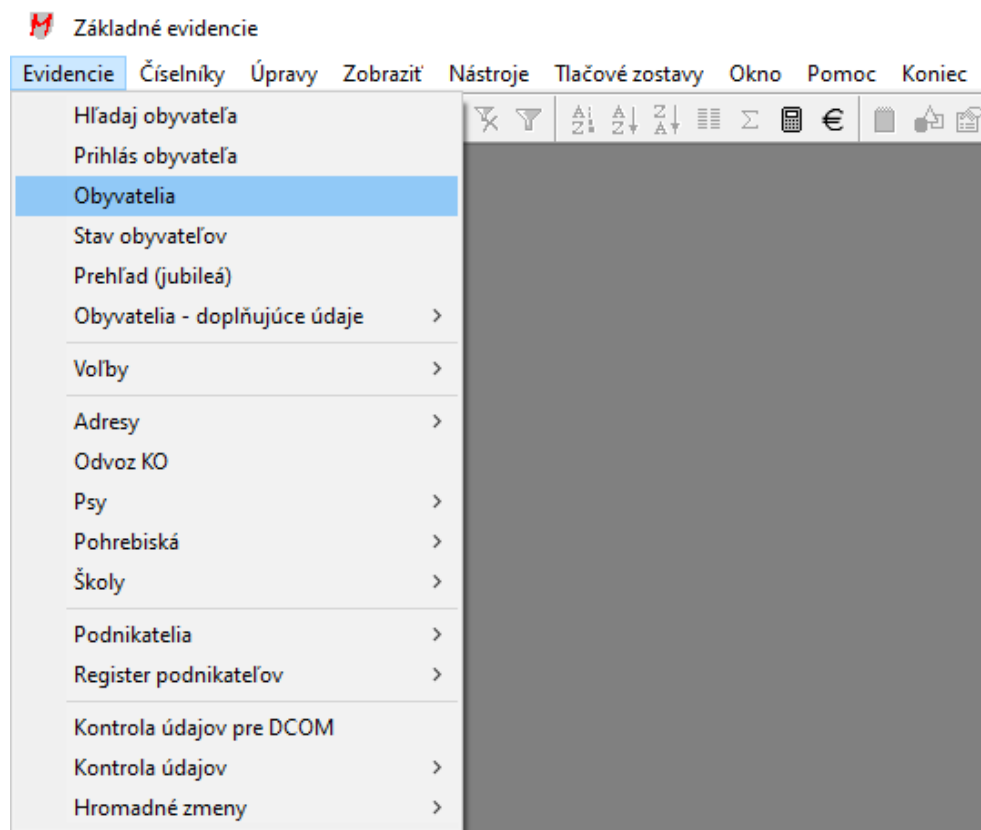 Základné evidencie
Evidencie Číselníky Úpravy Zobraziť Nástroje Tlačové zostavy Okno Pomoc Koniec
Hľadaj obyvateľa
Prihlás obyvateľa
Obyvatelia
Stav obyvateľov
Prehľad (jubileá)
Obyvatelia - doplňujúce údaje
Voľby
Adresy
Odvoz KO
Psy
Pohrebiská
Školy
Podnikatelia
Register podnikateľov
Kontrola údajov pre DCOM
Kontrola údajov
Hromadné zmeny